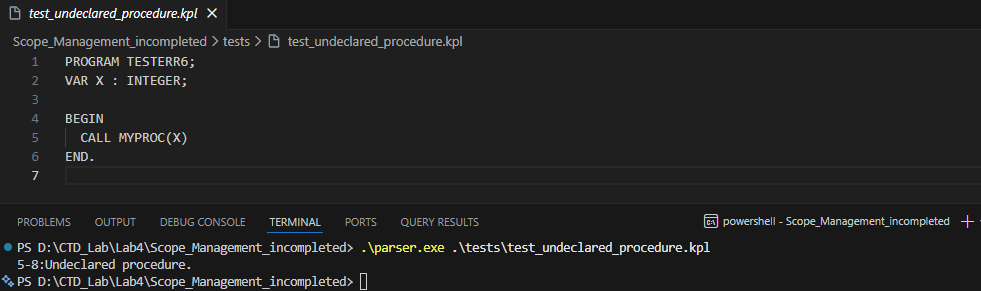 test_undeclared_procedure.kpl
Scope_Management_incompleted > tests > test_undeclared_procedure.kpl
1 PROGRAM TESTERR6;
2 VAR X : INTEGER;
3
4 BEGIN
5 CALL MYPROC(X)
6 END.
7
PROBLEMS OUTPUT DEBUG CONSOLE TERMINAL PORTS QUERY RESULTS powershell - Scope_Management_incompleted
PS D:\CTD_Lab\Lab4\Scope_Management_incompleted> .\parser.exe .\tests\test_undeclared_procedure.kpl
5-8:Undeclared procedure.
PS D:\CTD_Lab\Lab4\Scope_Management_incompleted>